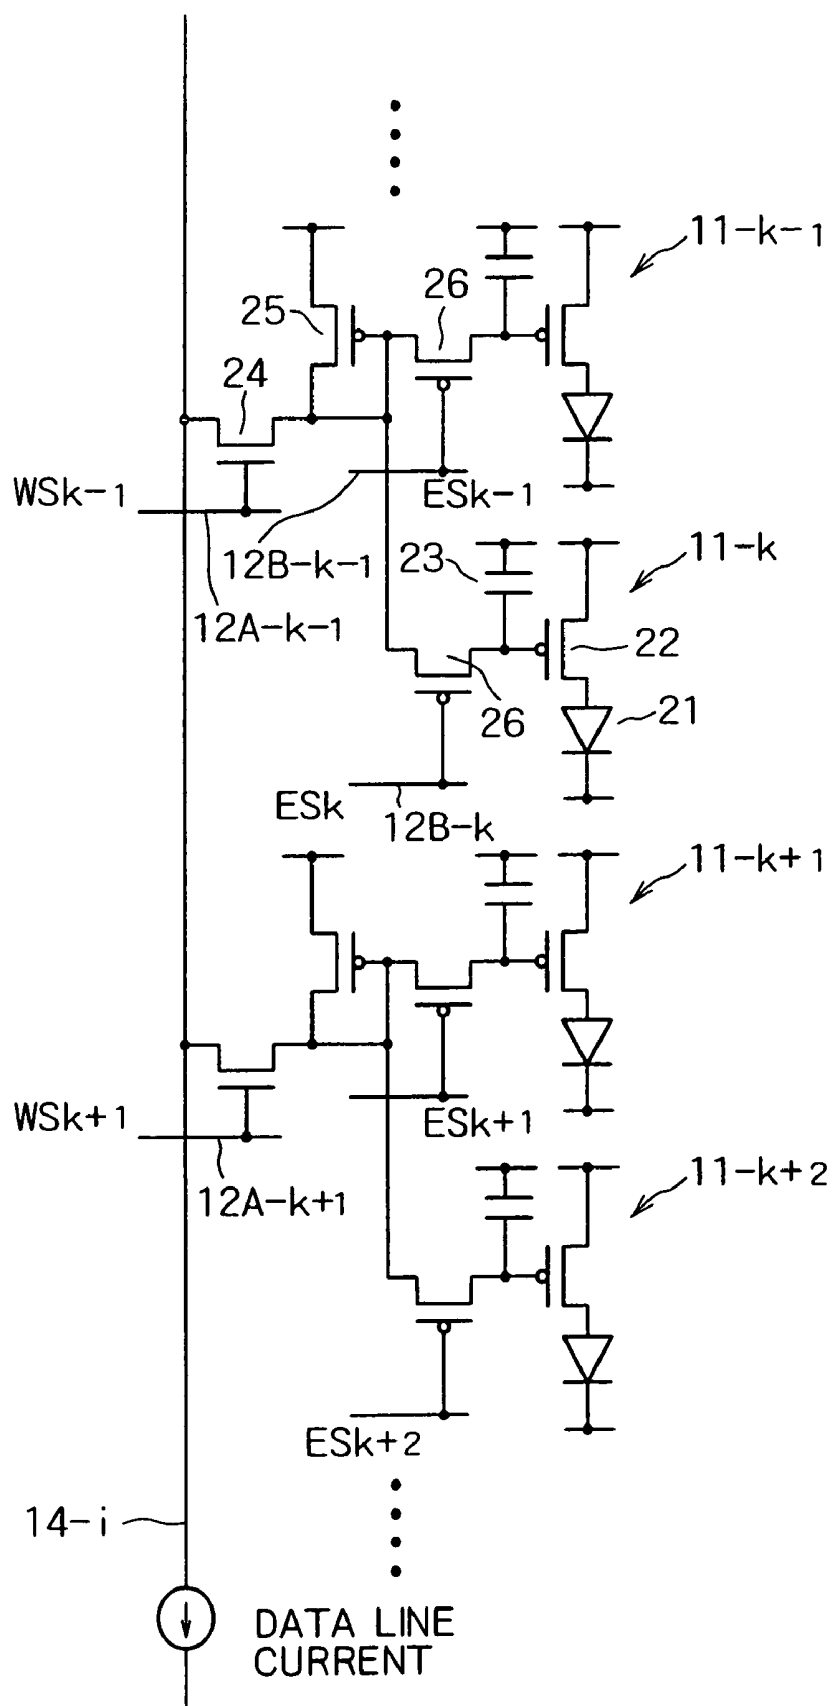 11-k-1
26
25
24
WSk-1
ESk-1
12B-k-1
23
11-k
12A-k-1
22
26
21
ESk
12B-k
11-k+1
WSk+1
ESk+1
12A-k+1
11-k+2
ESk+2
14-i
DATA LINE
CURRENT